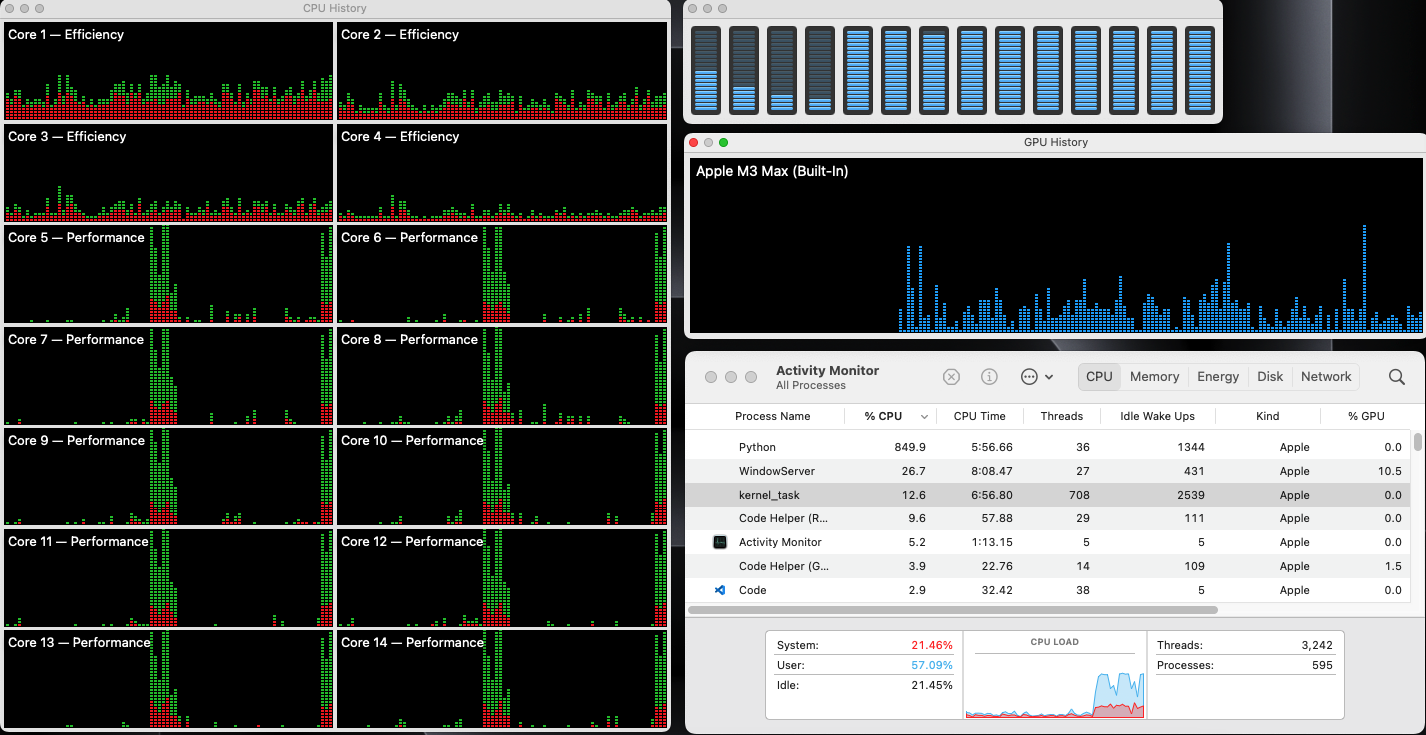 CPU History
Core 1 — Efficiency
Core 2 — Efficiency
Core 3 — Efficiency
Core 4 — Efficiency
Core 5 — Performance
Core 6 — Performance
Core 7 — Performance
Core 8 — Performance
Core 9 — Performance
Core 10 — Performance
Core 11 — Performance
Core 12 — Performance
Core 13 — Performance
Core 14 — Performance
GPU History
Apple M3 Max (Built-In)
Activity Monitor
All Processes
CPU Memory Energy Disk Network
Process Name % CPU CPU Time Threads Idle Wake Ups Kind % GPU
Python 849.9 5:56.66 36 1344 Apple 0.0
WindowServer 26.7 8:08.47 27 431 Apple 10.5
kernel_task 12.6 6:56.80 708 2539 Apple 0.0
Code Helper (R... 9.6 57.88 29 111 Apple 0.0
Activity Monitor 5.2 1:13.15 5 5 Apple 0.0
Code Helper (G... 3.9 22.76 14 109 Apple 1.5
Code 2.9 32.42 38 5 Apple 0.0
System: 21.46%
User: 57.09%
Idle: 21.45%
CPU LOAD
Threads: 3,242
Processes: 595